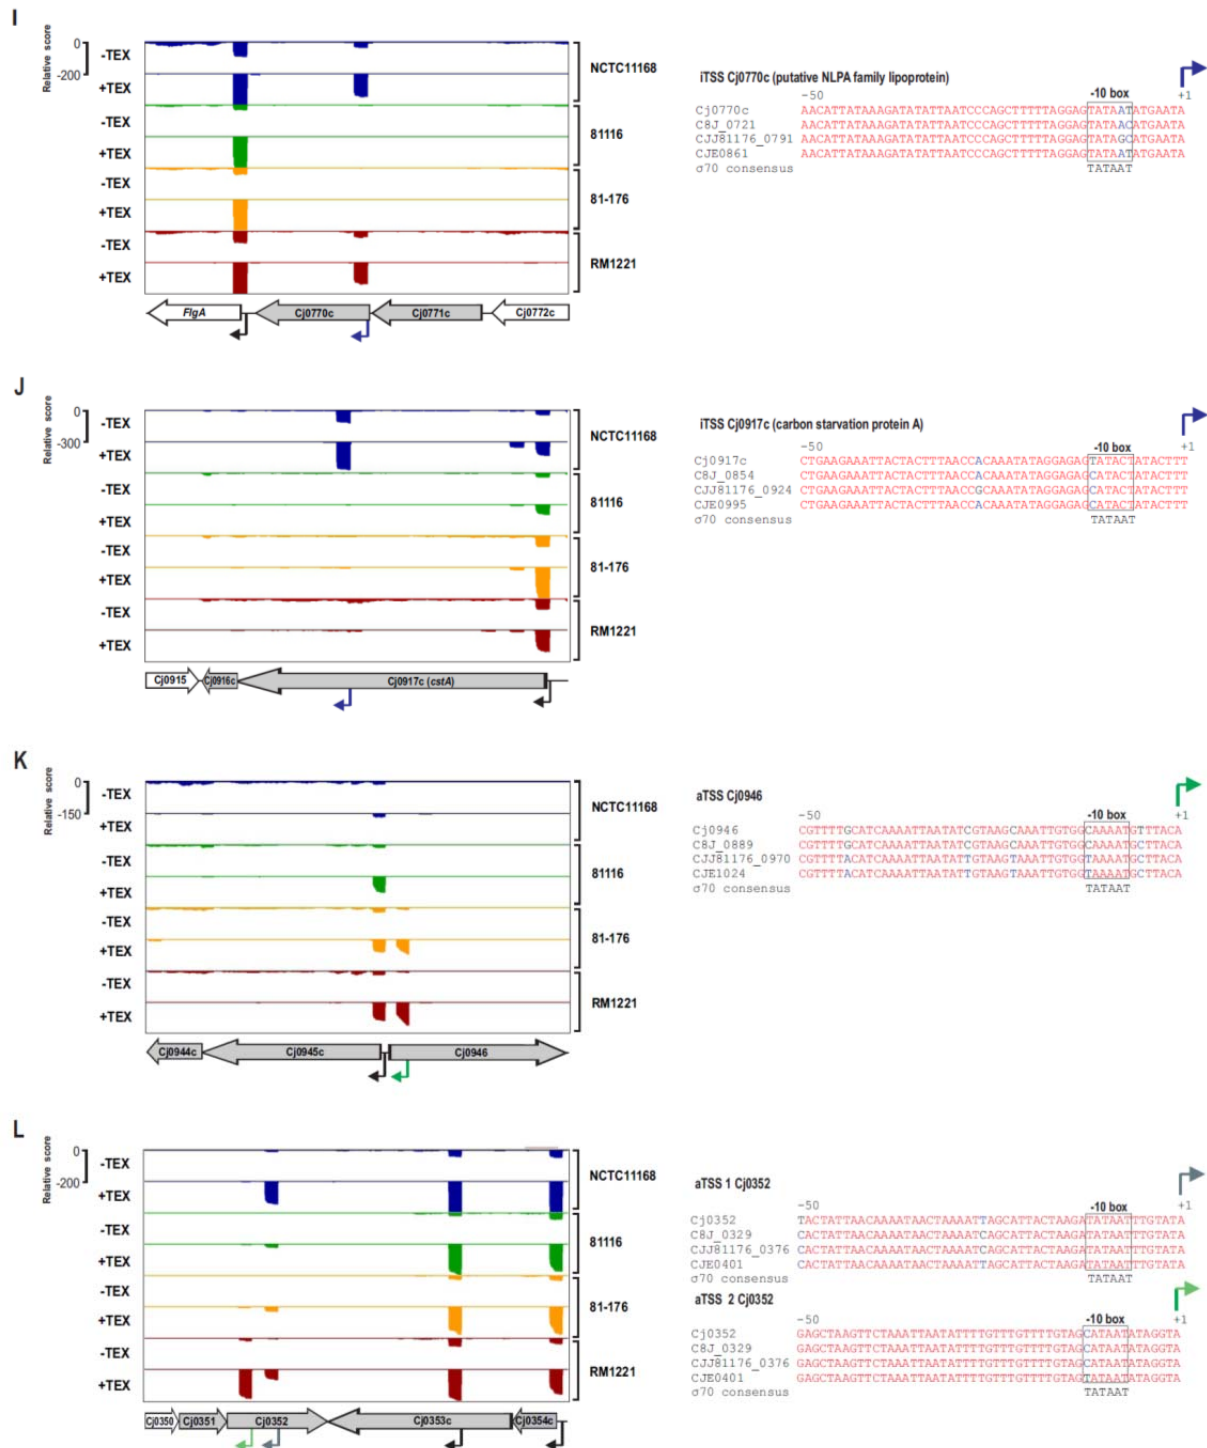 I
Relative score
0
-200
-TEX
+TEX
-TEX
+TEX
-TEX
+TEX
-TEX
+TEX
NCTC11168
81116
81-176
RM1221
FlgA
Cj0770c
Cj0771c
Cj0772c
iTSS Cj0770c (putative NLPA family lipoprotein)
-50 -10 box +1
Cj0770c AACATTATAAAGATATATTAATCCCAGCTTTTTAGGAGTATAATATGAATA
C8J_0721 AACATTATAAAGATATATTAATCCCAGCTTTTTAGGAGTATAACATGAATA
CJJ81176_0791 AACATTATAAAGATATATTAATCCCAGCTTTTTAGGAGTATAGCATGAATA
CJE0861 AACATTATAAAGATATATTAATCCCAGCTTTTTAGGAGTATAATATGAATA
σ70 consensus TATAAT
J
Relative score
0
-300
-TEX
+TEX
-TEX
+TEX
-TEX
+TEX
-TEX
+TEX
NCTC11168
81116
81-176
RM1221
Cj0915
Cj0916c
Cj0917c (cstA)
iTSS Cj0917c (carbon starvation protein A)
-50 -10 box +1
Cj0917c CTGAAGAAATTACTACTTTAACCACAAATATAGGAGAGTATACTATACTTT
C8J_0854 CTGAAGAAATTACTACTTTAACCACAAATATAGGAGAGCATACTATACTTT
CJJ81176_0924 CTGAAGAAATTACTACTTTAACCGCAAATATAGGAGAGCATACTATACTTT
CJE0995 CTGAAGAAATTACTACTTTAACCACAAATATAGGAGAGCATACTATACTTT
σ70 consensus TATAAT
K
Relative score
0
-150
-TEX
+TEX
-TEX
+TEX
-TEX
+TEX
-TEX
+TEX
NCTC11168
81116
81-176
RM1221
Cj0944c
Cj0945c
Cj0946
aTSS Cj0946
-50 -10 box +1
Cj0946 CGTTTTGCATCAAAATTAATATCGTAAGCAAATTGTGGCAAAATGTTTACA
C8J_0889 CGTTTTGCATCAAAATTAATATCGTAAGCAAATTGTGGCAAAATGCTTACA
CJJ81176_0970 CGTTTTACATCAAAATTAATATTGTAAGTAAATTGTGGTAAAATGCTTACA
CJE1024 CGTTTTACATCAAAATTAATATTGTAAGTAAATTGTGGTAAAATGCTTACA
σ70 consensus TATAAT
L
Relative score
0
-200
-TEX
+TEX
-TEX
+TEX
-TEX
+TEX
-TEX
+TEX
NCTC11168
81116
81-176
RM1221
Cj0350
Cj0351
Cj0352
Cj0353c
Cj0354c
aTSS 1 Cj0352
-50 -10 box +1
Cj0352 TACTATTAACAAAATAACTAAAATTAGCATTACTAAGATATAATTTGTATA
C8J_0329 CACTATTAACAAAATAACTAAAATCAGCATTACTAAGATATAATTTGTATA
CJJ81176_0376 CACTATTAACAAAATAACTAAAATCAGCATTACTAAGATATAATTTGTATA
CJE0401 CACTATTAACAAAATAACTAAAATTAGCATTACTAAGATATAATTTGTATA
σ70 consensus TATAAT
aTSS 2 Cj0352
-50 -10 box +1
Cj0352 GAGCTAAGTTCTAAATTAATATTTTGTTTGTTTTGTAGCATAATATAGGTA
C8J_0329 GAGCTAAGTTCTAAATTAATATTTTGTTTGTTTTGTAGCATAATATAGGTA
CJJ81176_0376 GAGCTAAGTTCTAAATTAATATTTTGTTTGTTTTGTAGCATAATATAGGTA
CJE0401 GAGCTAAGTTCTAAATTAATATTTTGTTTGTTTTGTAGTATAATATAGGTA
σ70 consensus TATAAT